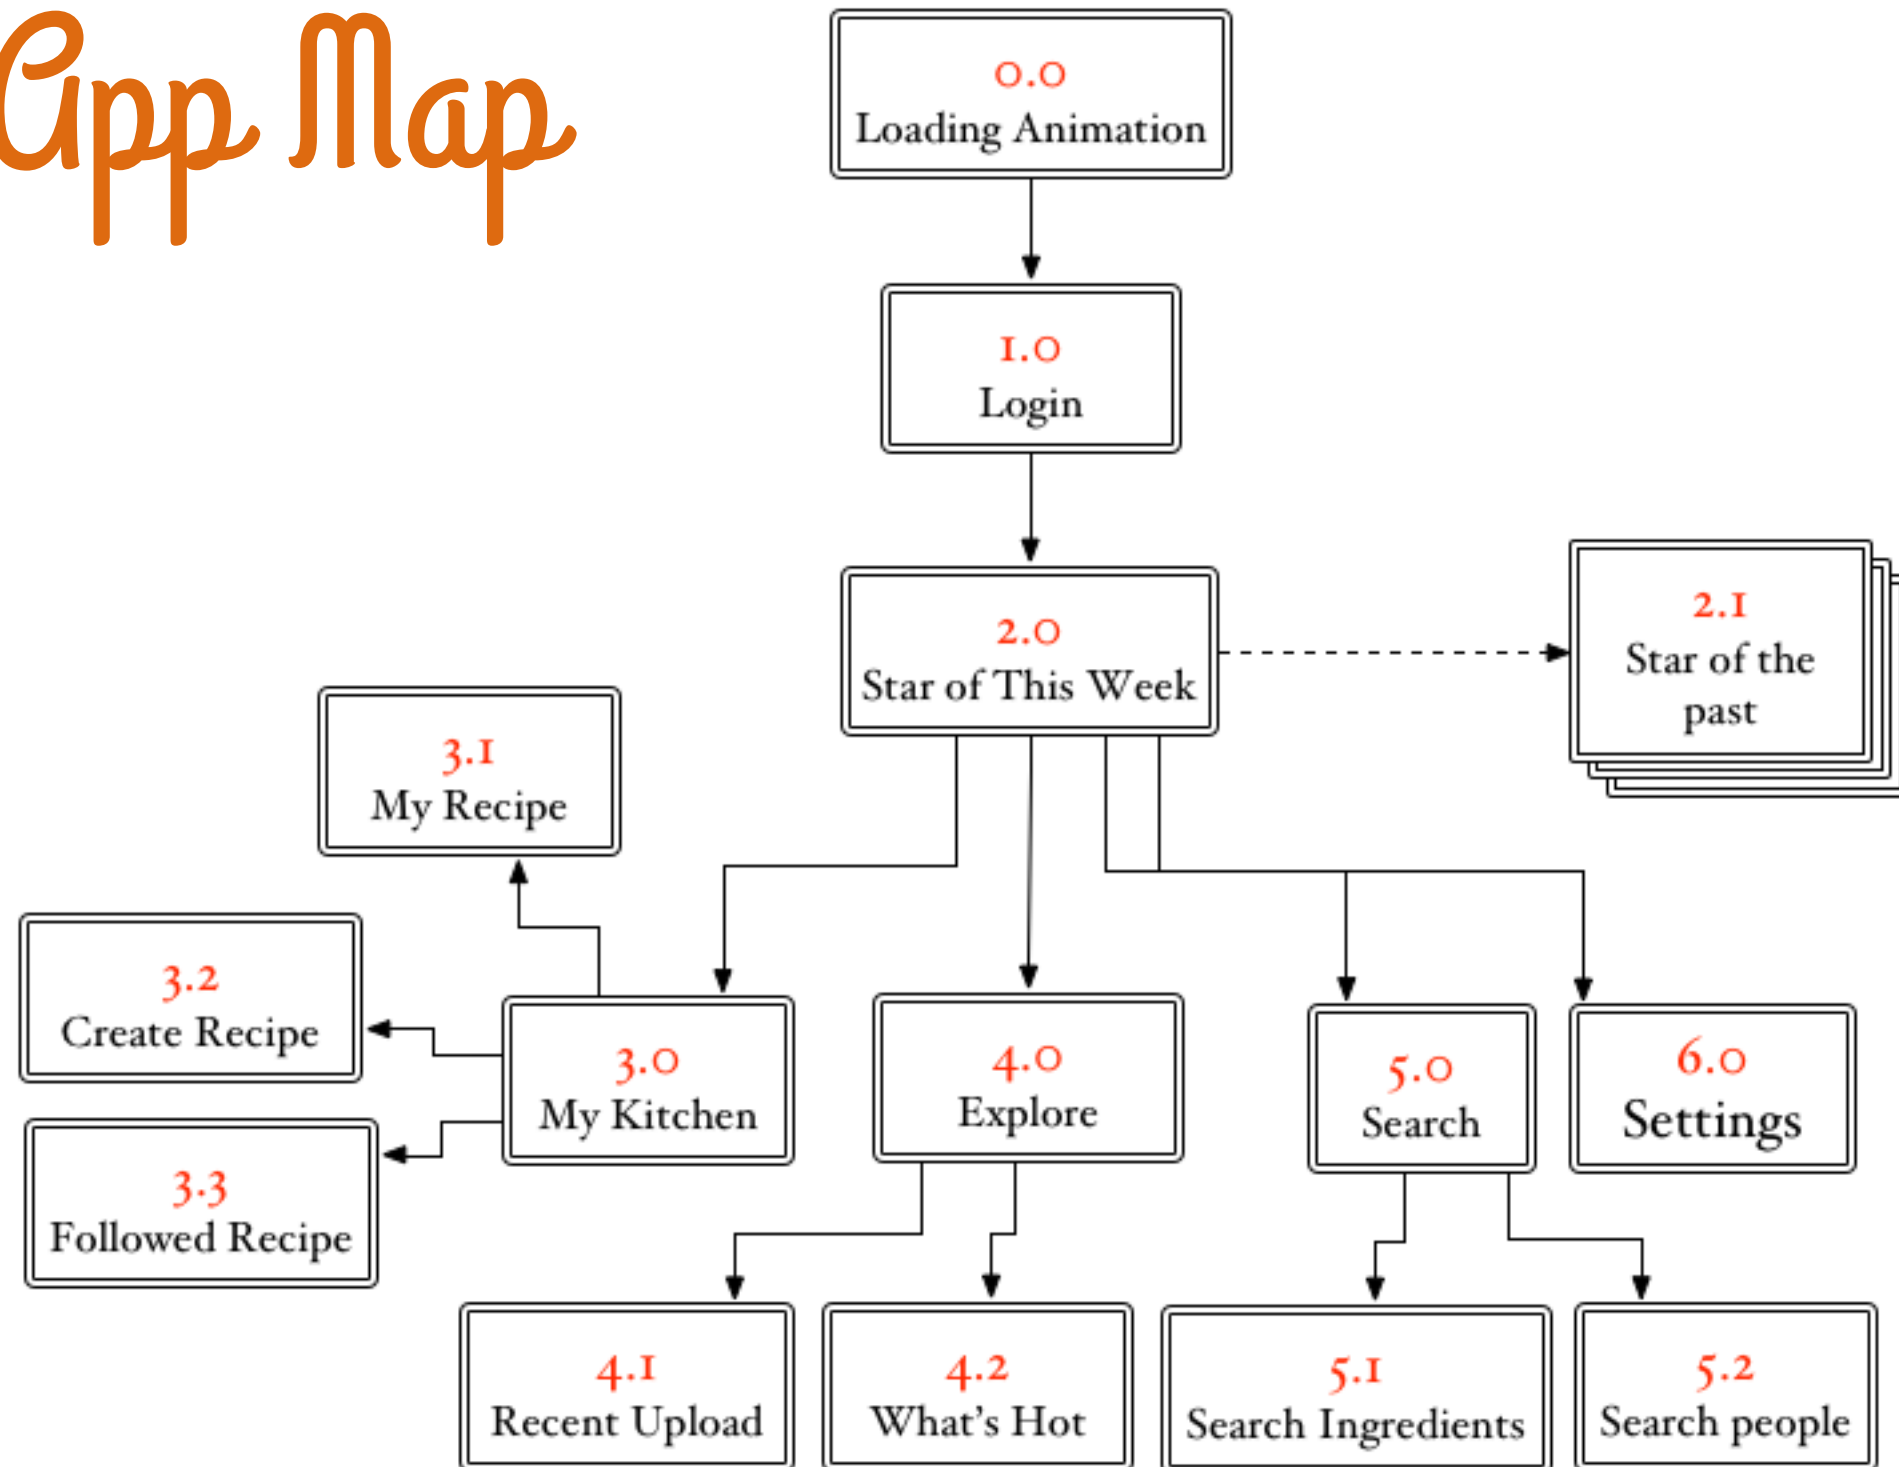 App Map
0.0
Loading Animation
1.0
Login
2.0
Star of This Week
2.1
Star of the
past
3.1
My Recipe
3.2
Create Recipe
3.3
Followed Recipe
3.0
My Kitchen
4.0
Explore
5.0
Search
6.0
Settings
4.1
Recent Upload
4.2
What's Hot
5.1
Search Ingredients
5.2
Search people